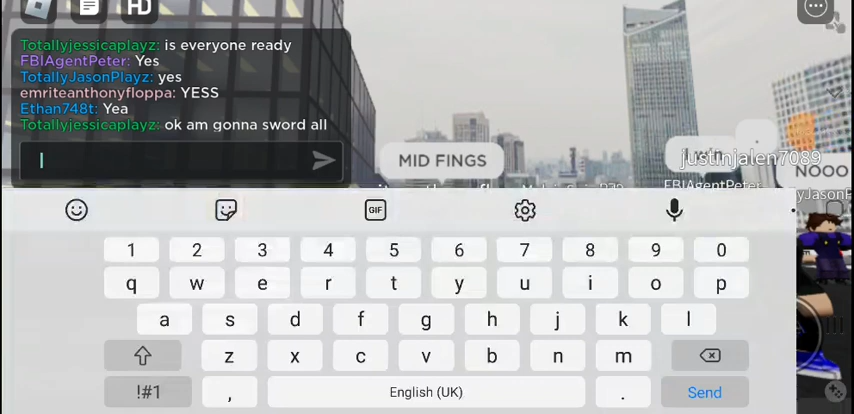 HD
Totallyjessicaplayz: is everyone ready
FBIAgentPeter: Yes
TotallyJasonPlayz: yes
emriteanthonyfloppa: YESS
Ethan748t: Yea
Totallyjessicaplayz: ok am gonna sword all
MID FINGS
justinjalen7089
FBIAgentPeter
NOOO
GIF
1 2 3 4 5 6 7 8 9 0
q w e r t y u i o p
a s d f g h j k l
z x c v b n m
!#1 , English (UK) . Send